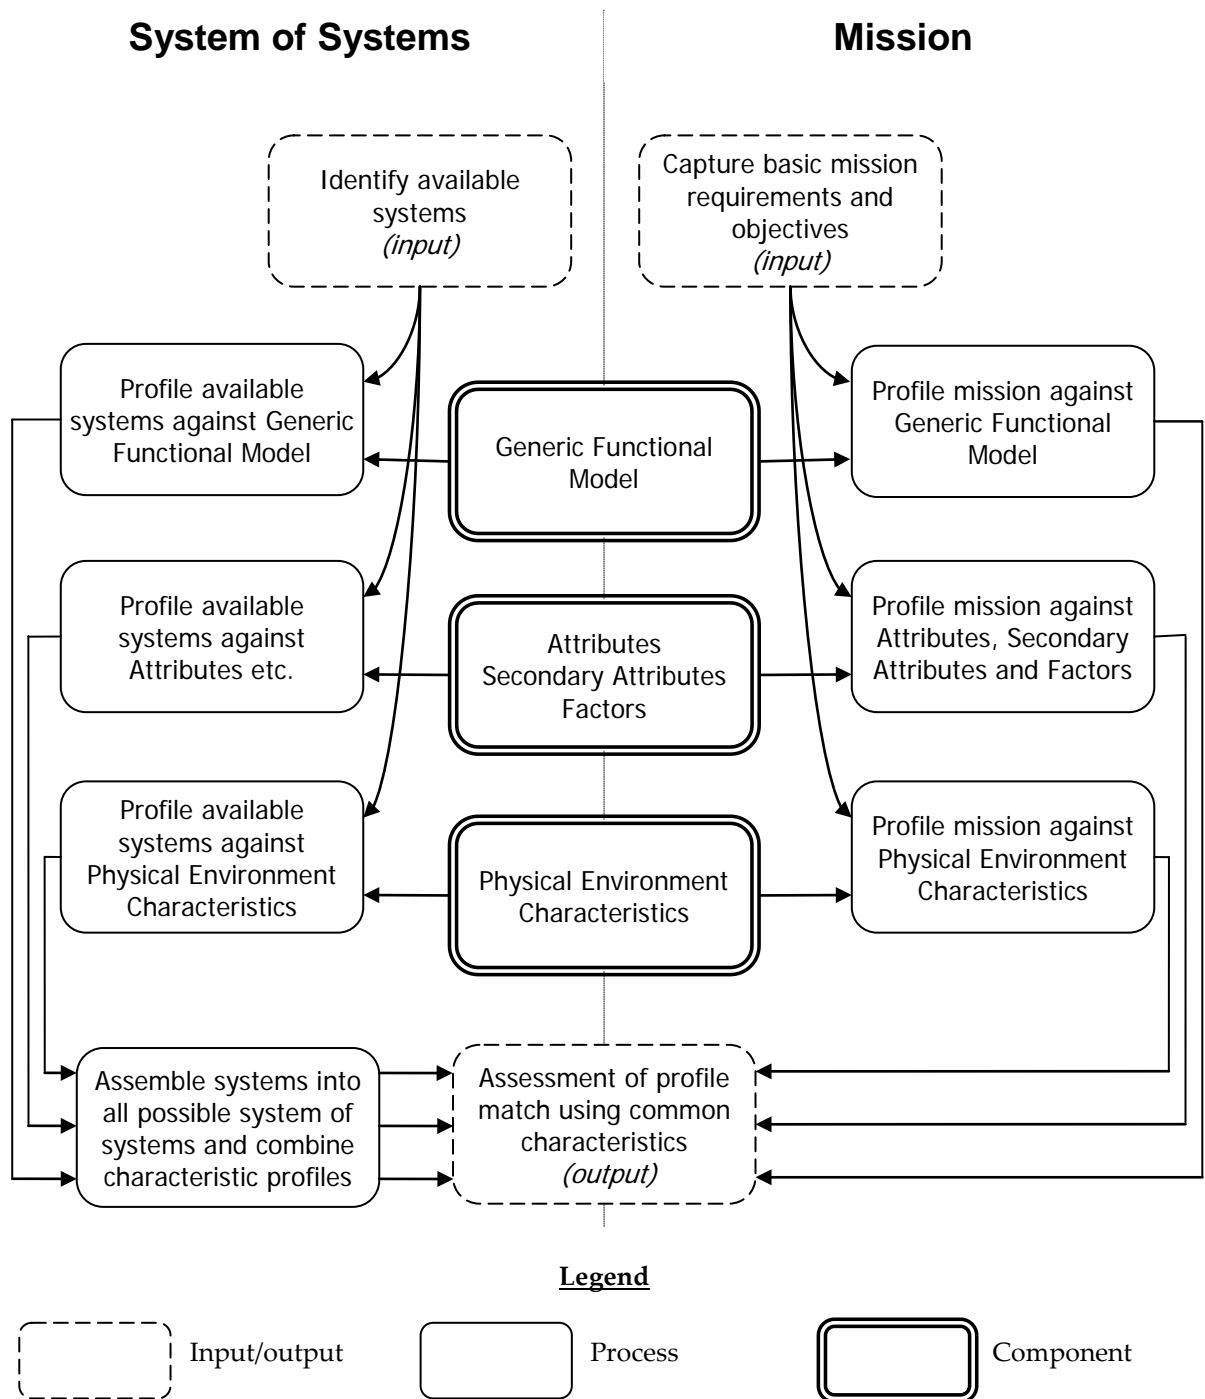 System of Systems
Mission
Identify available
systems
(input)
Capture basic mission
requirements and
objectives
(input)
Profile available
systems against Generic
Functional Model
Generic Functional
Model
Profile mission against
Generic Functional
Model
Profile available
systems against
Attributes etc.
Attributes
Secondary Attributes
Factors
Profile mission against
Attributes, Secondary
Attributes and Factors
Profile available
systems against
Physical Environment
Characteristics
Physical Environment
Characteristics
Profile mission against
Physical Environment
Characteristics
Assemble systems into
all possible system of
systems and combine
characteristic profiles
Assessment of profile
match using common
characteristics
(output)
Legend
Input/output
Process
Component